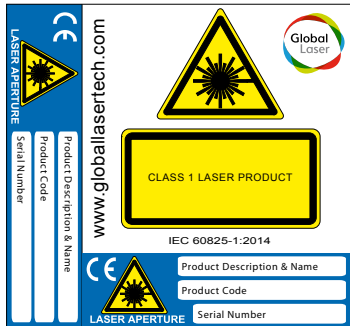 CE
LASER APERTURE
Serial Number
Product Code
Product Description & Name
www.globallasertech.com
Global
Laser
CLASS 1 LASER PRODUCT
IEC 60825-1:2014
CE
LASER APERTURE
Product Description & Name
Product Code
Serial Number